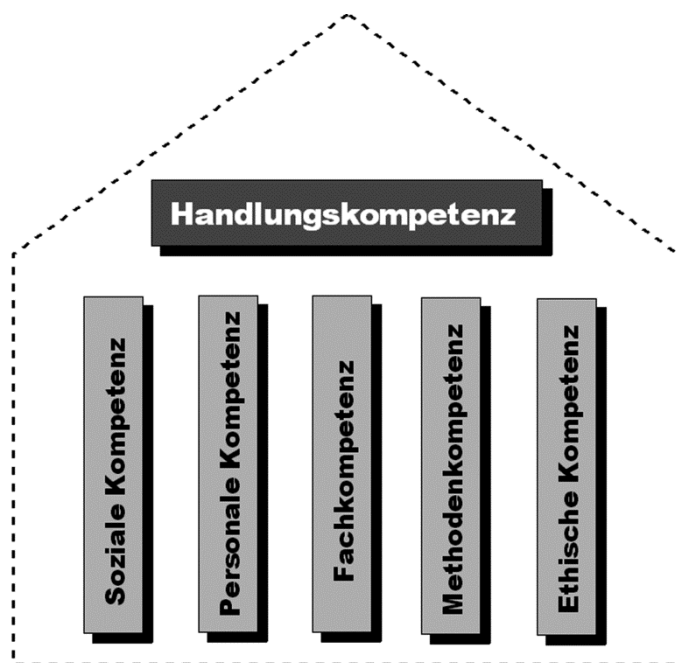 Handlungskompetenz
Soziale Kompetenz
Personale Kompetenz
Fachkompetenz
Methodenkompetenz
Ethische Kompetenz